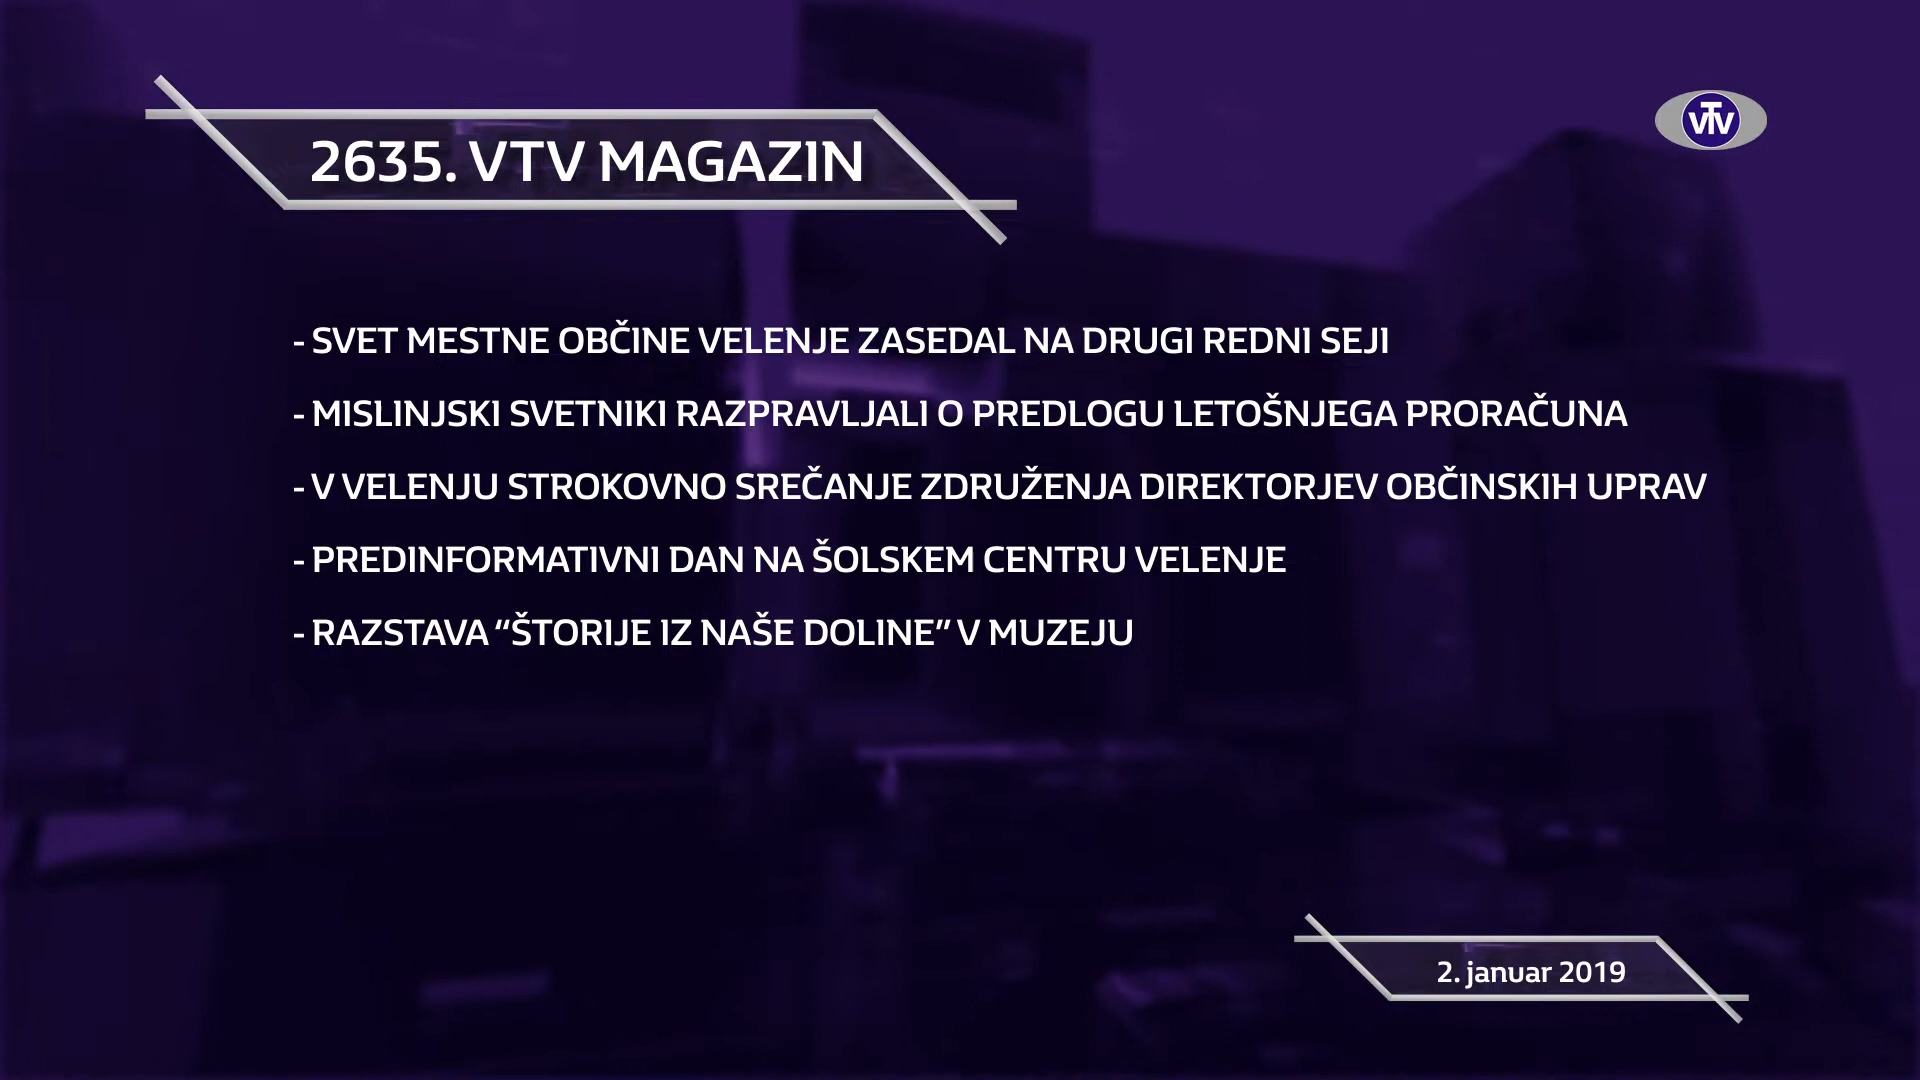 2635. VTV MAGAZIN
VTV
- SVET MESTNE OBČINE VELENJE ZASEDAL NA DRUGI REDNI SEJI
- MISLINJSKI SVETNIKI RAZPRAVLJALI O PREDLOGU LETOŠNJEGA PRORAČUNA
- V VELENJU STROKOVNO SREČANJE ZDRUŽENJA DIREKTORJEV OBČINSKIH UPRAV
- PREDINFORMATIVNI DAN NA ŠOLSKEM CENTRU VELENJE
- RAZSTAVA “ŠTORIJE IZ NAŠE DOLINE” V MUZEJU
2. januar 2019